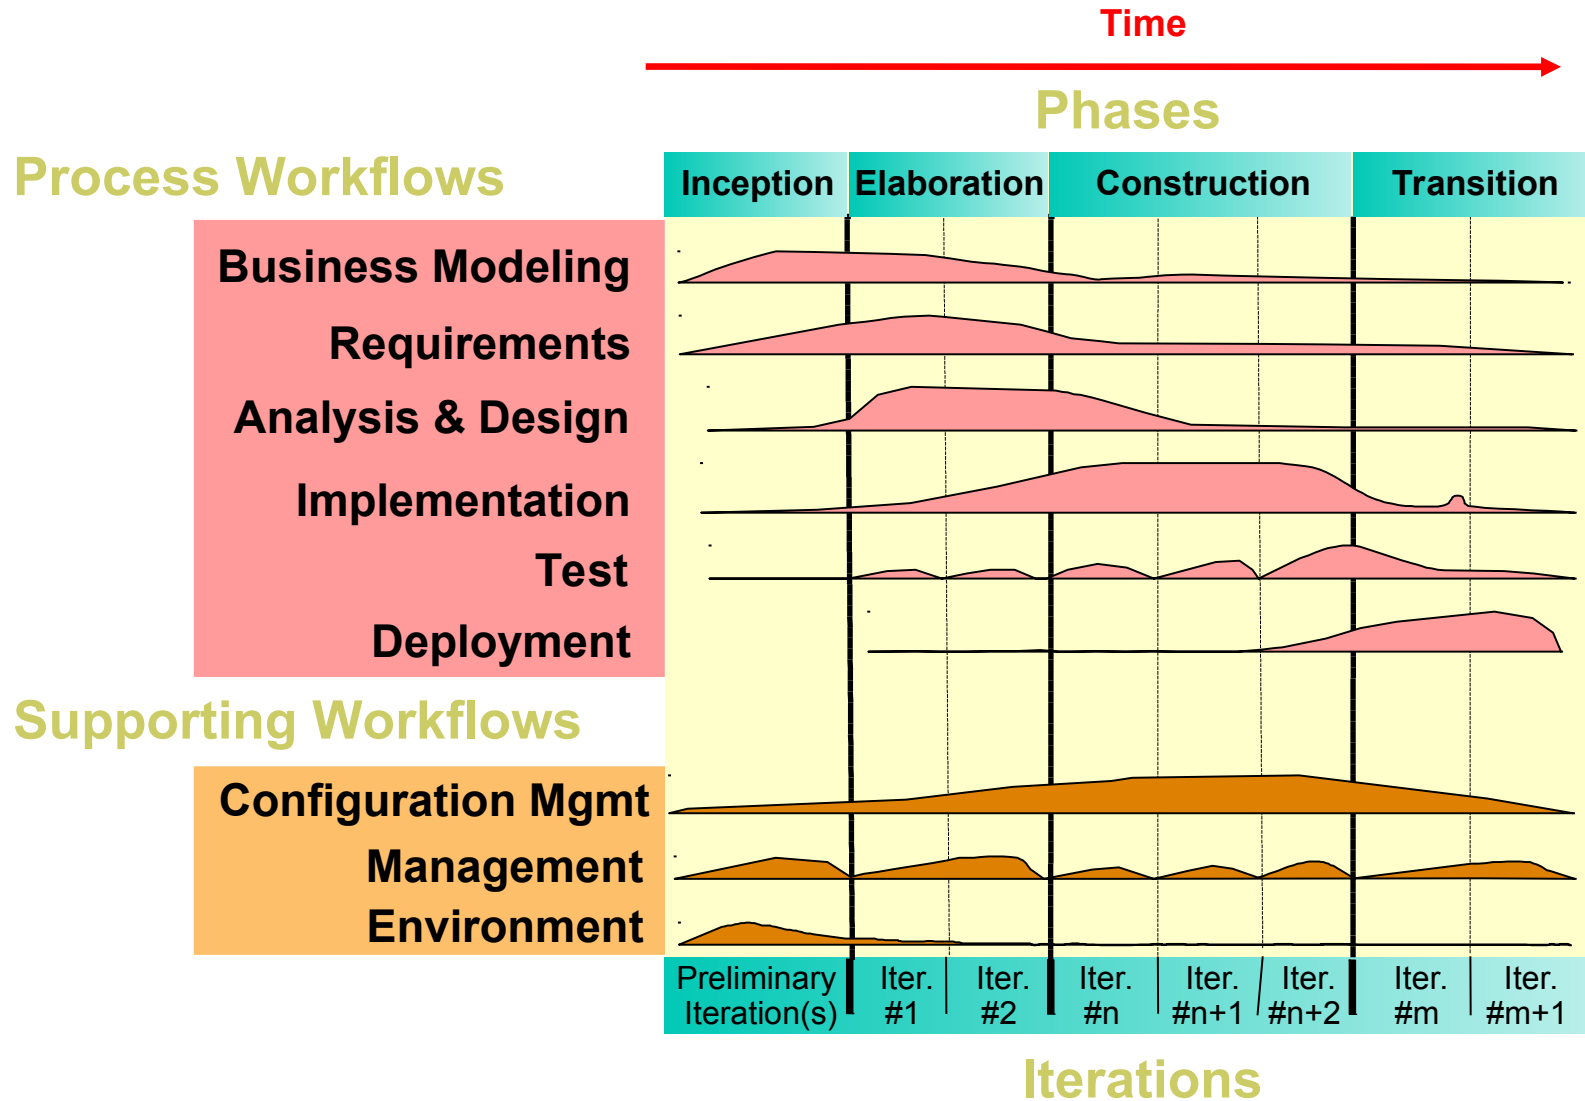 Time
Phases
Process Workflows
Inception Elaboration Construction Transition
Business Modeling
Requirements
Analysis & Design
Implementation
Test
Deployment
Supporting Workflows
Configuration Mgmt
Management
Environment
Preliminary Iter. Iter. Iter. Iter. Iter. Iter. Iter.
Iteration(s) #1 #2 #n #n+1 #n+2 #m #m+1
Iterations